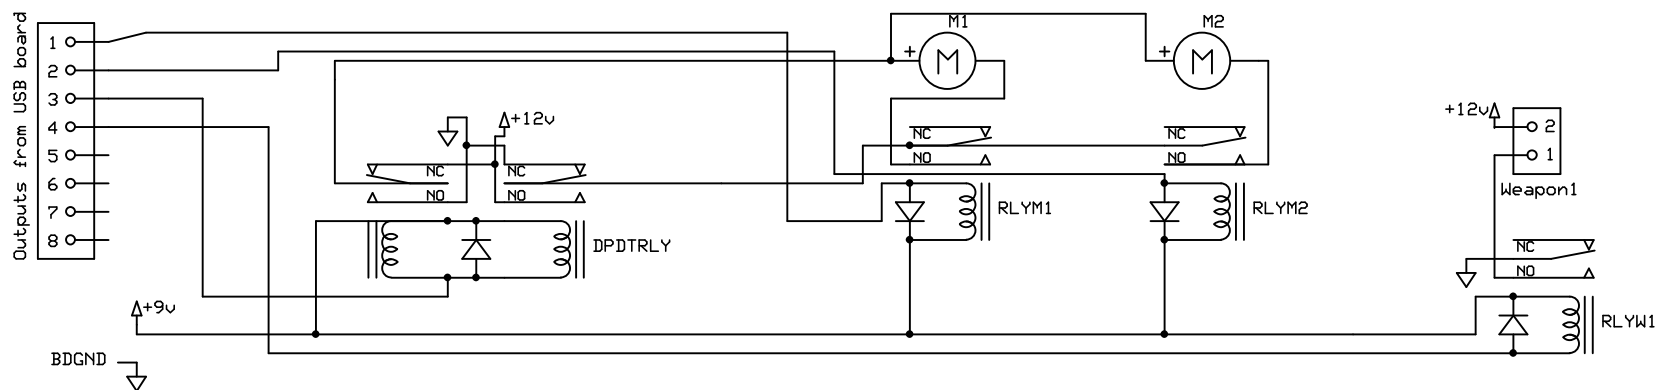 Outputs from USB board
1
2
3
4
5
6
7
8
M1
M2
+
+
M
M
+12v
+12v
2
1
Weapon1
NC
NO
NC
NO
NC
NO
NC
NO
RLYM1
RLYM2
DPDTRLY
NC
NO
+9v
RLYW1
BDGND